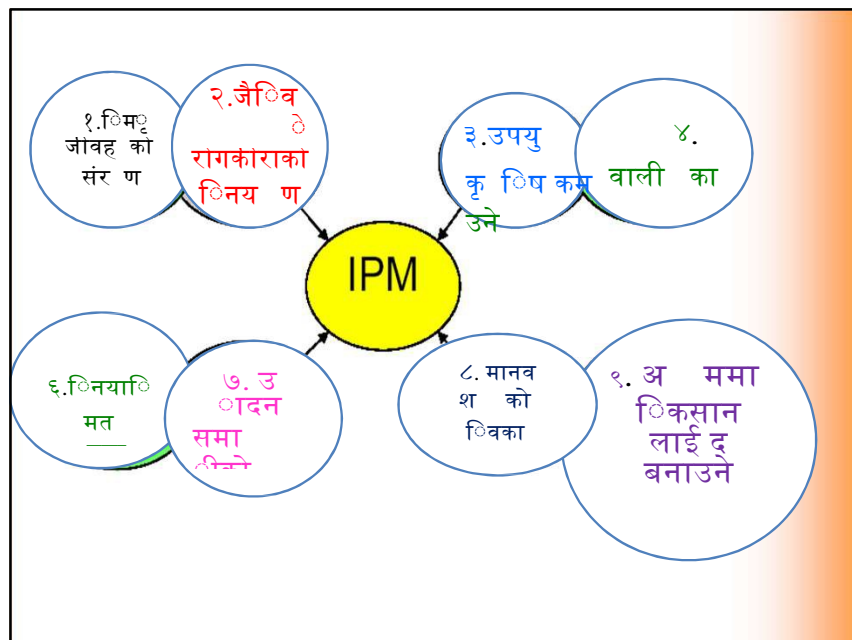 १.िमृ
जीवह को
संर ण
२.जैिव
े
रोगकीराको
िनय ण
३.उपयु
कृ िष कम
उने
४.
वाली का
IPM
६.िनयाि
मत
७. उ
ादन
समा
८. मानव
श को
िवका
९. अ ममा
िकसान
लाई द
बनाउने